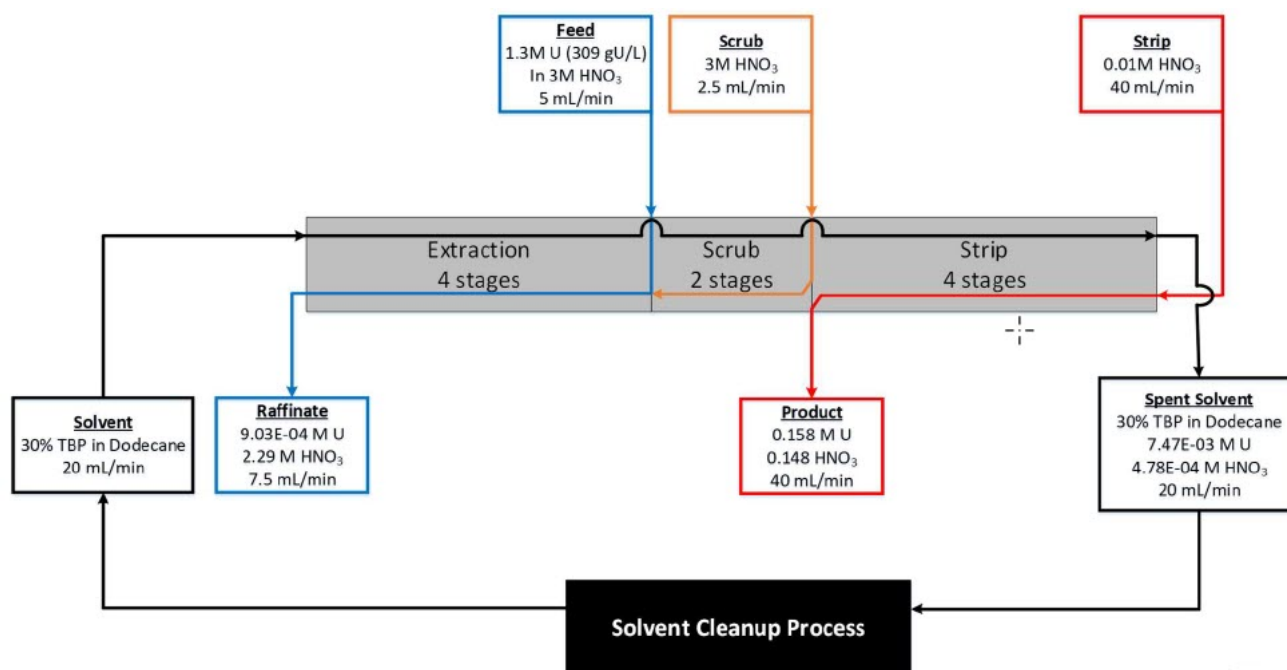 Feed
1.3M U (309 gU/L)
In 3M HNO₃
5 mL/min
Scrub
3M HNO₃
2.5 mL/min
Strip
0.01M HNO₃
40 mL/min
Extraction
4 stages
Scrub
2 stages
Strip
4 stages
Solvent
30% TBP in Dodecane
20 mL/min
Raffinate
9.03E-04 M U
2.29 M HNO₃
7.5 mL/min
Product
0.158 M U
0.148 HNO₃
40 mL/min
Spent Solvent
30% TBP in Dodecane
7.47E-03 M U
4.78E-04 M HNO₃
20 mL/min
Solvent Cleanup Process